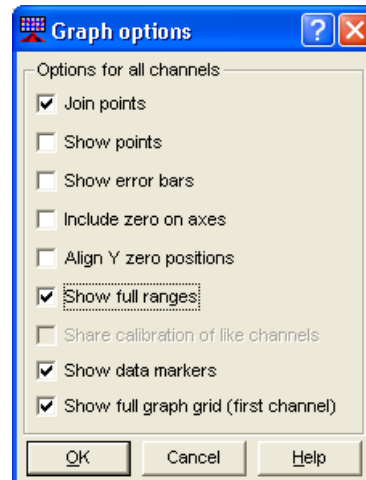 Graph options
Options for all channels
Join points
Show points
Show error bars
Include zero on axes
Align Y zero positions
Show full ranges
Share calibration of like channels
Show data markers
Show full graph grid (first channel)
OK Cancel Help